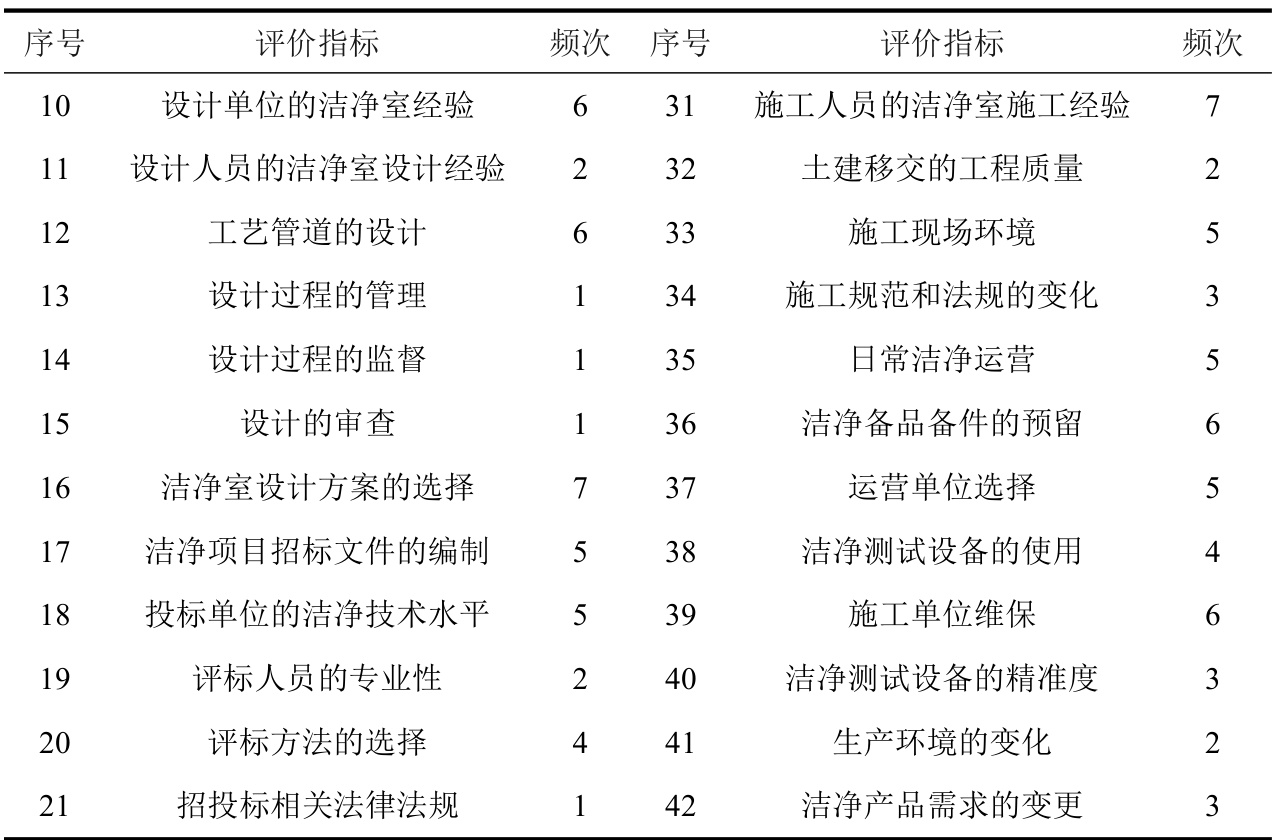 序号 评价指标 频次 序号 评价指标 频次
10 设计单位的洁净室经验 6 31 施工人员的洁净室施工经验 7
11 设计人员的洁净室设计经验 2 32 土建移交的工程质量 2
12 工艺管道的设计 6 33 施工现场环境 5
13 设计过程的管理 1 34 施工规范和法规的变化 3
14 设计过程的监督 1 35 日常洁净运营 5
15 设计的审查 1 36 洁净备品备件的预留 6
16 洁净室设计方案的选择 7 37 运营单位选择 5
17 洁净项目招标文件的编制 5 38 洁净测试设备的使用 4
18 投标单位的洁净技术水平 5 39 施工单位维保 6
19 评标人员的专业性 2 40 洁净测试设备的精准度 3
20 评标方法的选择 4 41 生产环境的变化 2
21 招投标相关法律法规 1 42 洁净产品需求的变更 3